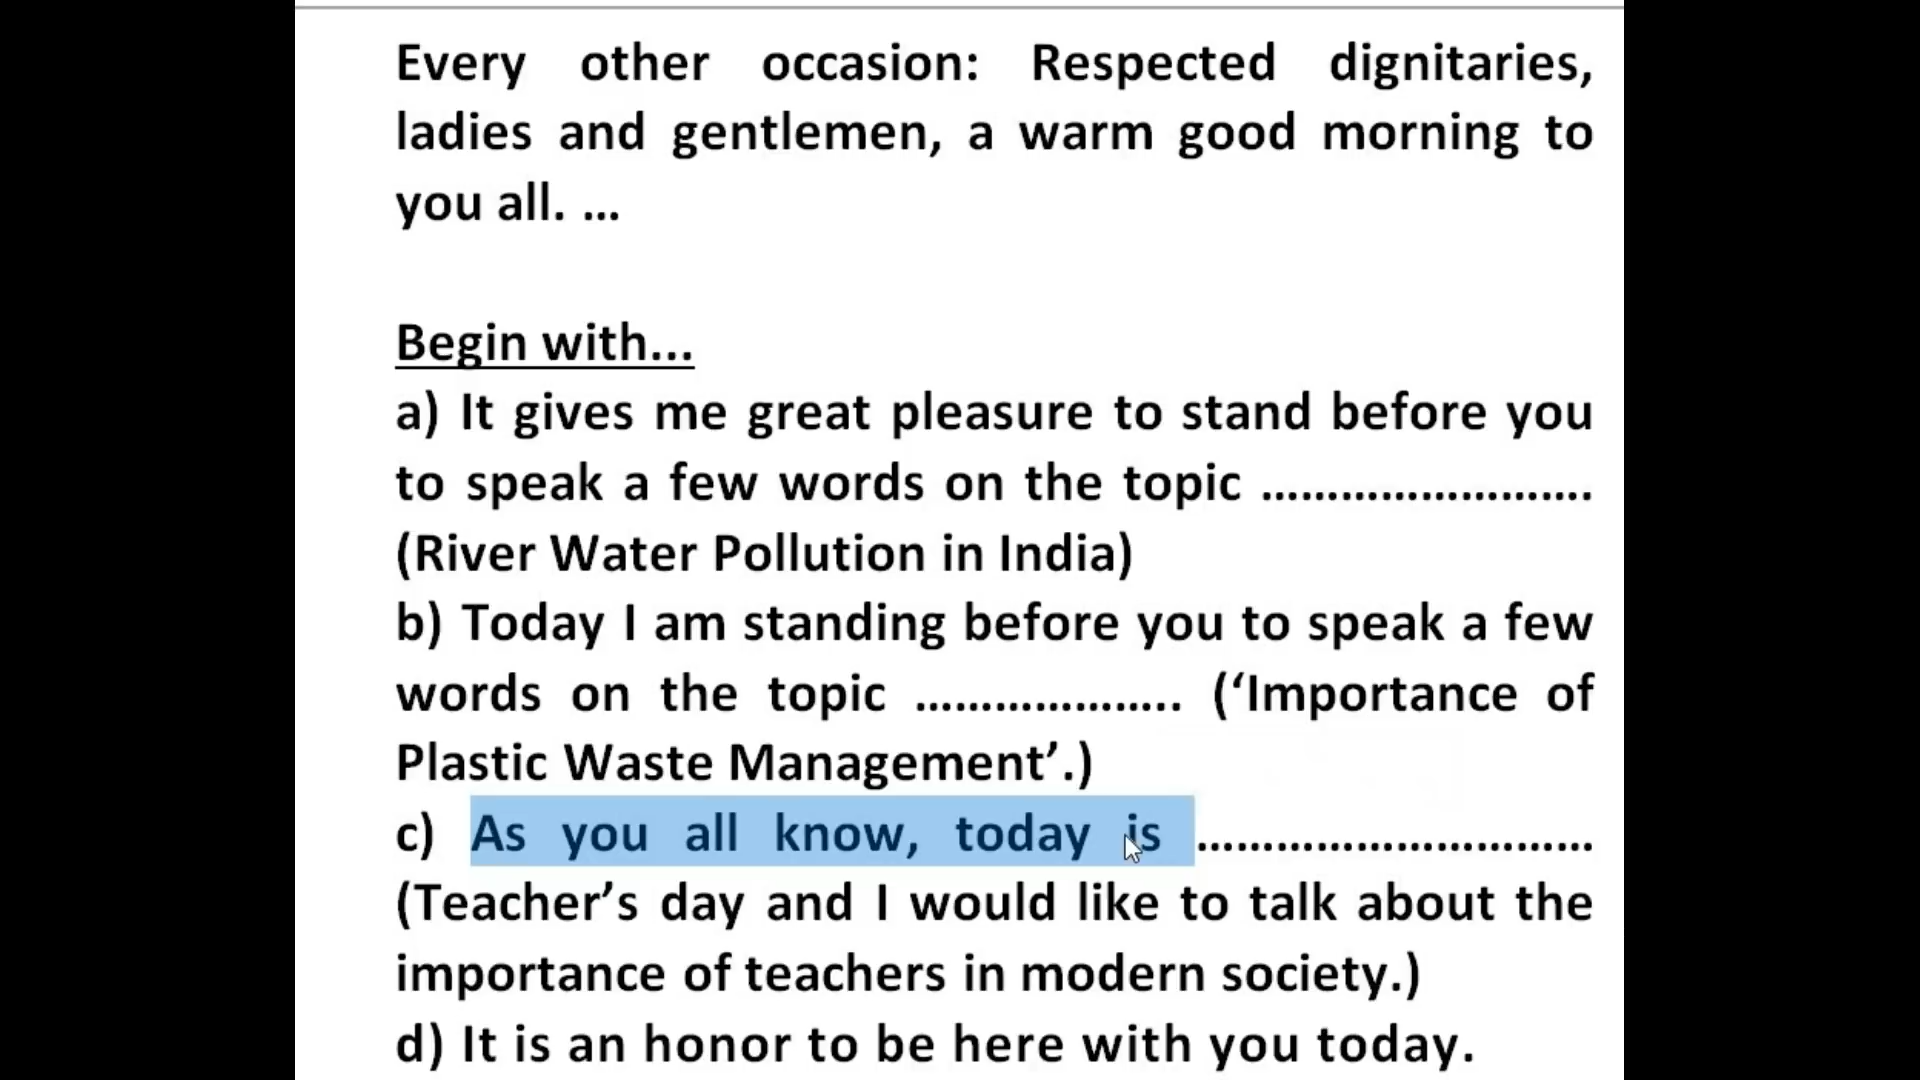 Every other occasion: Respected dignitaries,
ladies and gentlemen, a warm good morning to
you all. ...
Begin with...
a) It gives me great pleasure to stand before you
to speak a few words on the topic ……………………….
(River Water Pollution in India)
b) Today I am standing before you to speak a few
words on the topic ……………….. (‘Importance of
Plastic Waste Management’.)
c) As you all know, today is …………………………
(Teacher’s day and I would like to talk about the
importance of teachers in modern society.)
d) It is an honor to be here with you today.